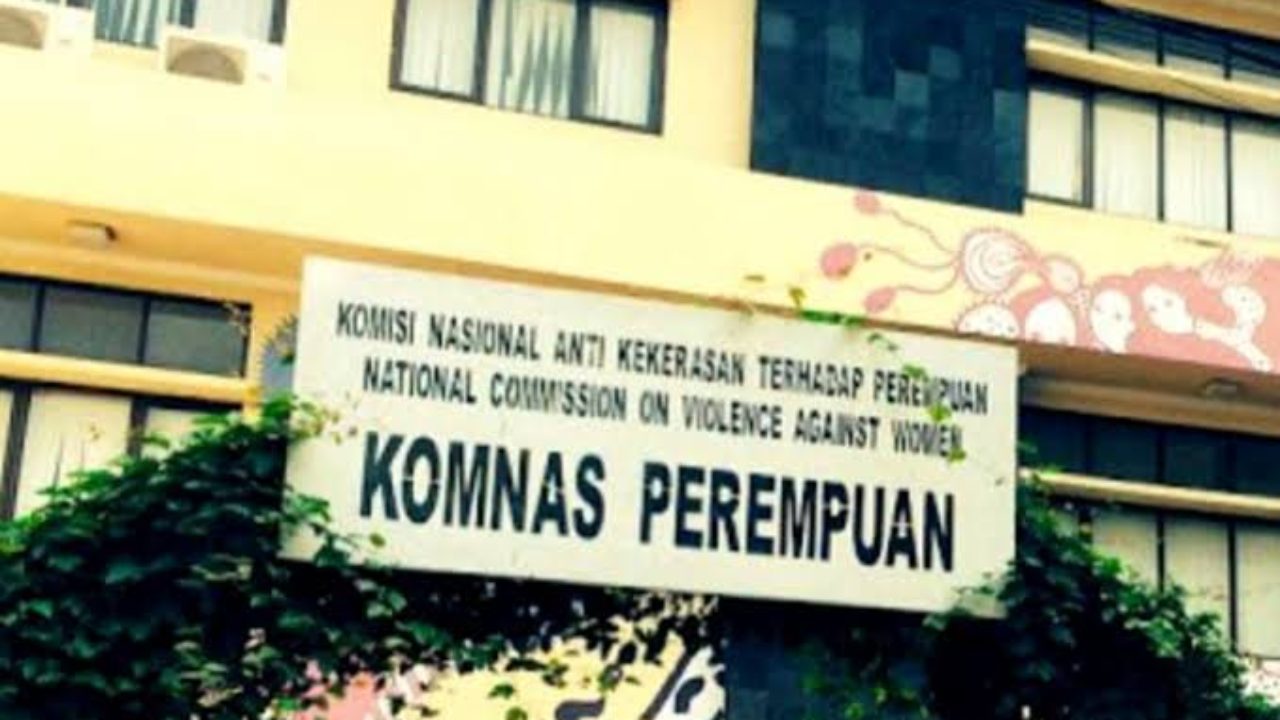 KOMISI NASIONAL ANTI KEKERASAN TERHADAP PEREMPUAN
NATIONAL COMMISSION ON VIOLENCE AGAINST WOMEN
KOMNAS PEREMPUAN